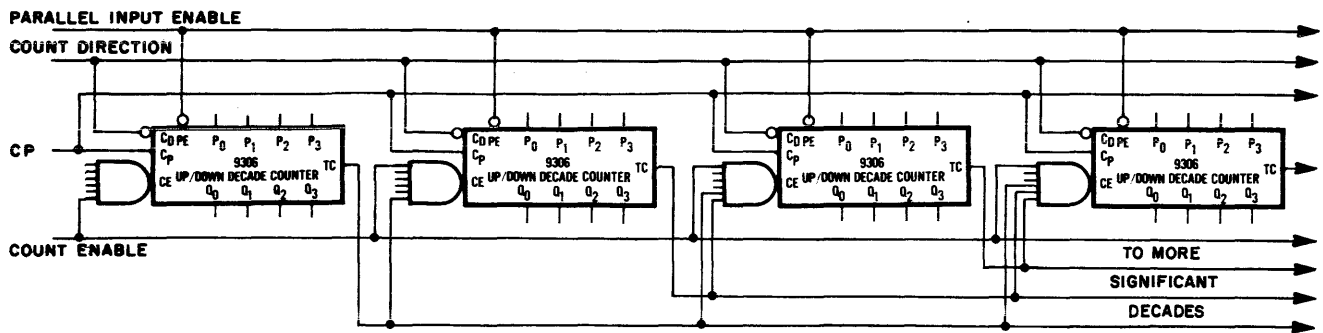 PARALLEL INPUT ENABLE
COUNT DIRECTION
CP
COUNT ENABLE
CD PE P0 P1 P2 P3
CP 9306 TC
CE UP/DOWN DECADE COUNTER
Q0 Q1 Q2 Q3
CD PE P0 P1 P2 P3
CP 9306 TC
CE UP/DOWN DECADE COUNTER
Q0 Q1 Q2 Q3
CD PE P0 P1 P2 P3
CP 9306 TC
CE UP/DOWN DECADE COUNTER
Q0 Q1 Q2 Q3
CD PE P0 P1 P2 P3
CP 9306 TC
CE UP/DOWN DECADE COUNTER
Q0 Q1 Q2 Q3
TO MORE
SIGNIFICANT
DECADES